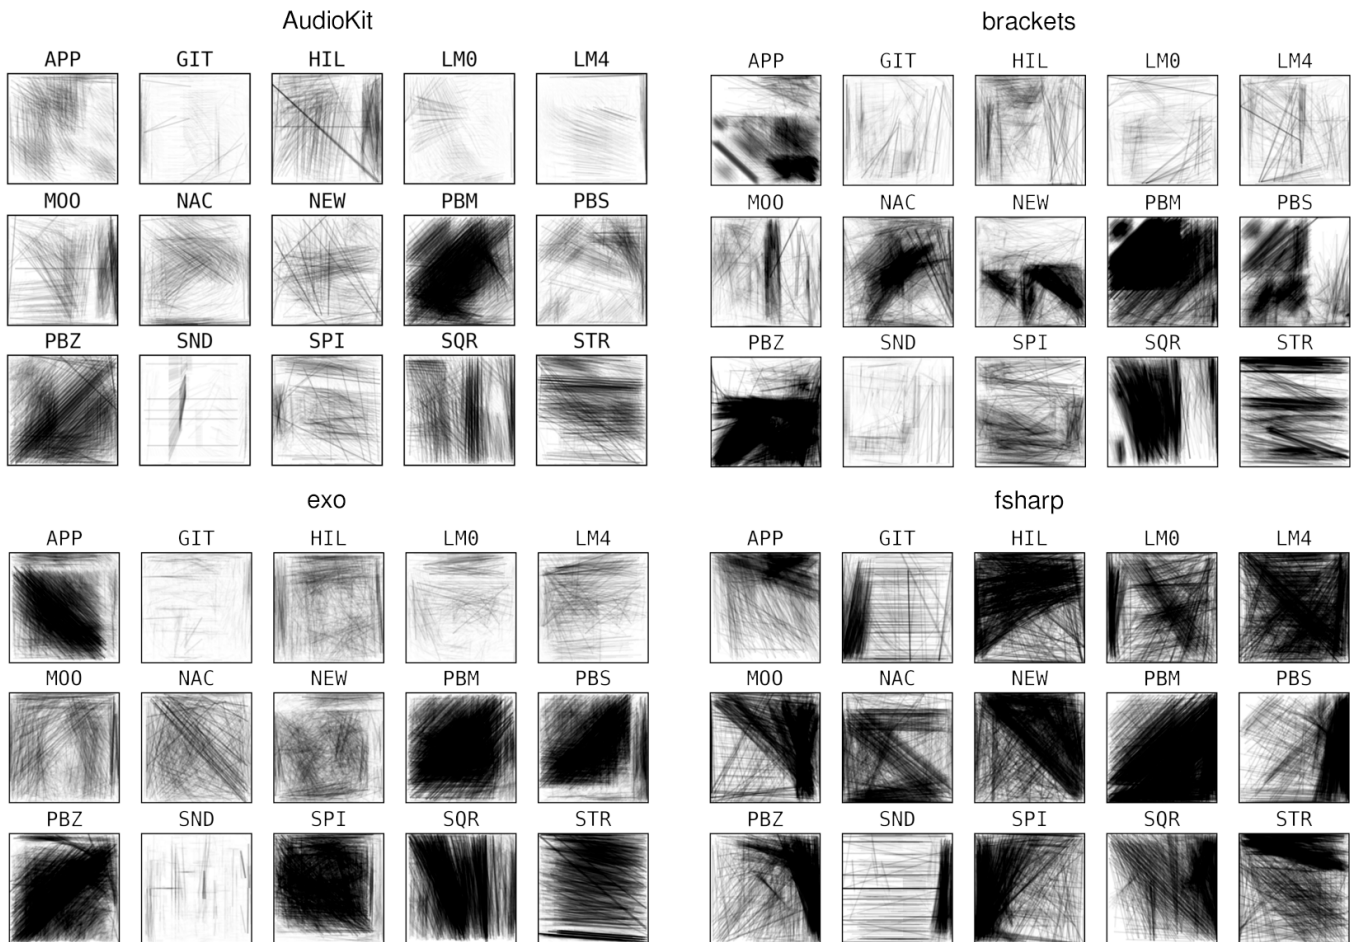 AudioKit
APP GIT HIL LM0 LM4
MOO NAC NEW PBM PBS
PBZ SND SPI SQR STR
brackets
APP GIT HIL LM0 LM4
MOO NAC NEW PBM PBS
PBZ SND SPI SQR STR
exo
APP GIT HIL LM0 LM4
MOO NAC NEW PBM PBS
PBZ SND SPI SQR STR
fsharp
APP GIT HIL LM0 LM4
MOO NAC NEW PBM PBS
PBZ SND SPI SQR STR